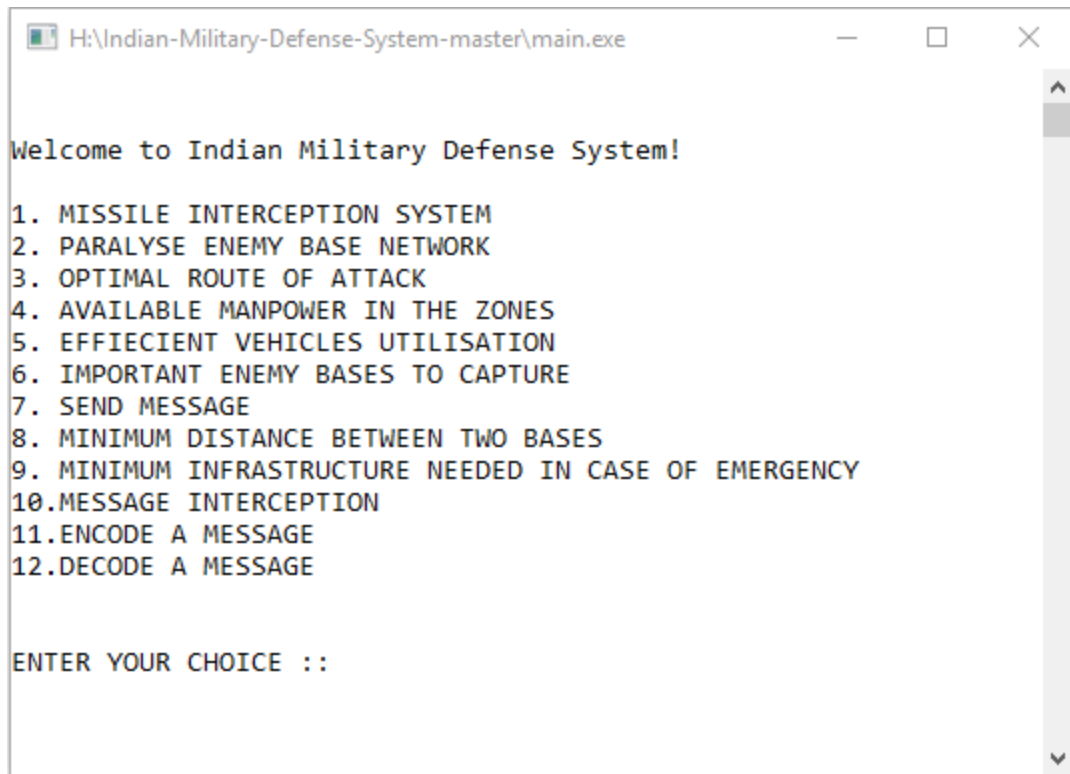 H:\Indian-Military-Defense-System-master\main.exe
Welcome to Indian Military Defense System!
1. MISSILE INTERCEPTION SYSTEM
2. PARALYSE ENEMY BASE NETWORK
3. OPTIMAL ROUTE OF ATTACK
4. AVAILABLE MANPOWER IN THE ZONES
5. EFFIECIENT VEHICLES UTILISATION
6. IMPORTANT ENEMY BASES TO CAPTURE
7. SEND MESSAGE
8. MINIMUM DISTANCE BETWEEN TWO BASES
9. MINIMUM INFRASTRUCTURE NEEDED IN CASE OF EMERGENCY
10.MESSAGE INTERCEPTION
11.ENCODE A MESSAGE
12.DECODE A MESSAGE
ENTER YOUR CHOICE ::